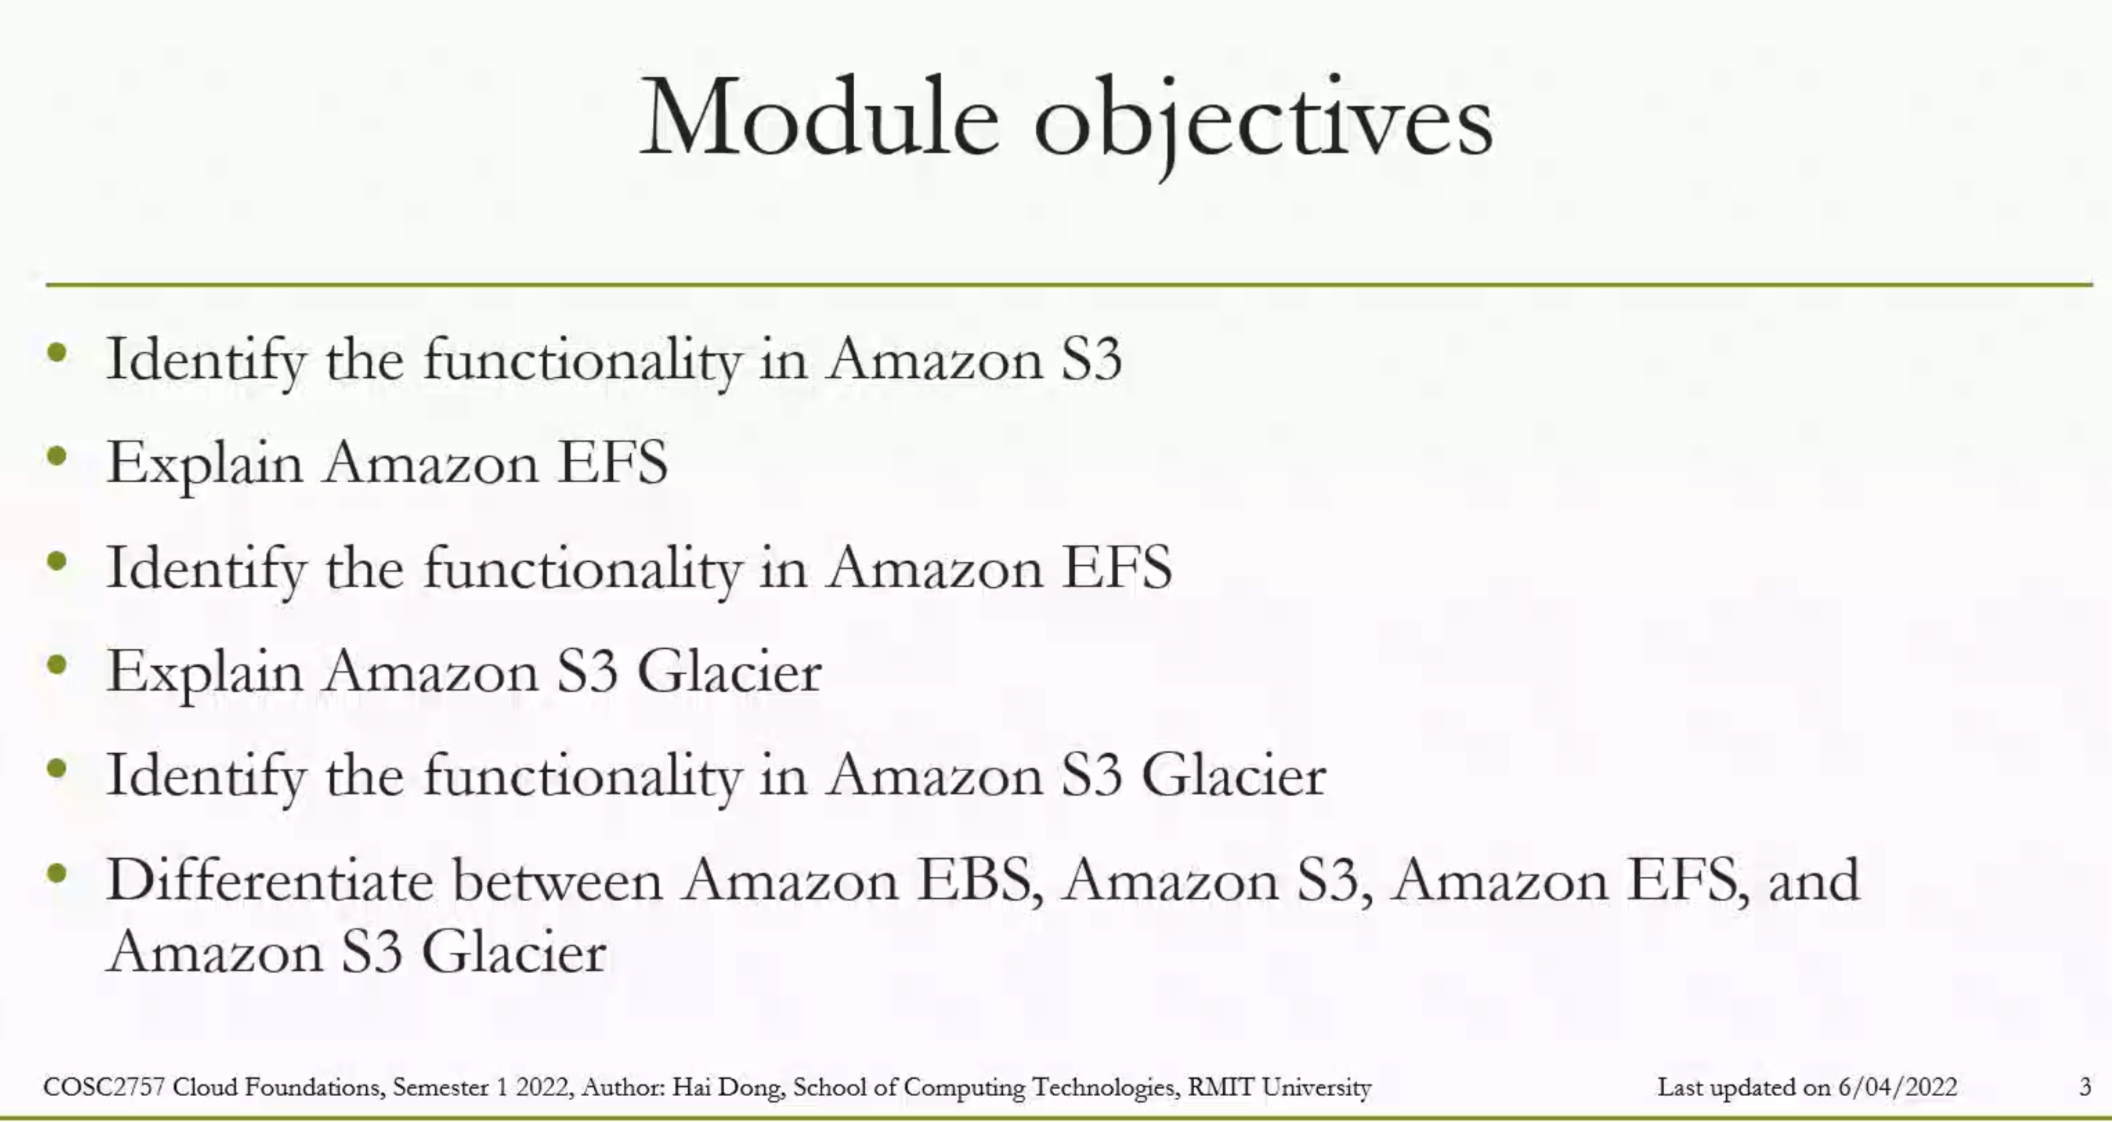 Module objectives
• Identify the functionality in Amazon S3
• Explain Amazon EFS
• Identify the functionality in Amazon EFS
• Explain Amazon S3 Glacier
• Identify the functionality in Amazon S3 Glacier
• Differentiate between Amazon EBS, Amazon S3, Amazon EFS, and
Amazon S3 Glacier
COSC2757 Cloud Foundations, Semester 1 2022, Author: Hai Dong, School of Computing Technologies, RMIT University Last updated on 6/04/2022 3